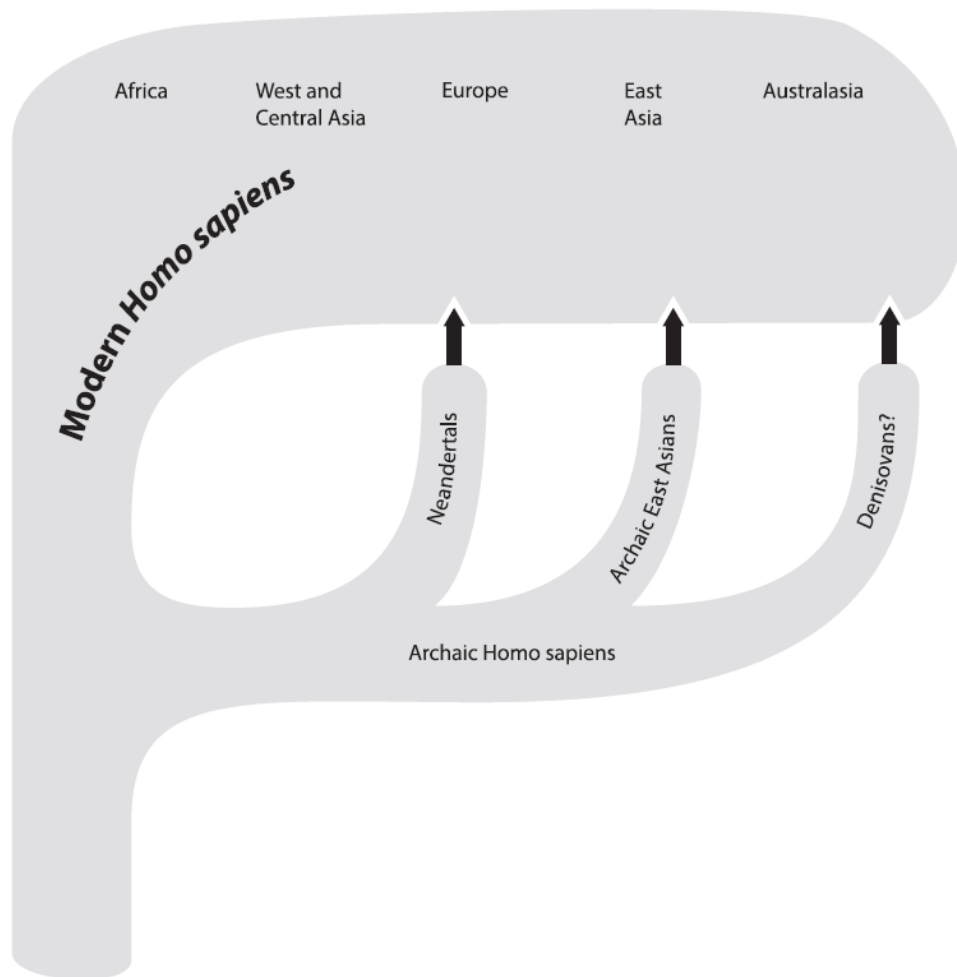 Africa
West and
Central Asia
Europe
East
Asia
Australasia
Modern Homo sapiens
Neandertals
Archaic East Asians
Denisovans?
Archaic Homo sapiens